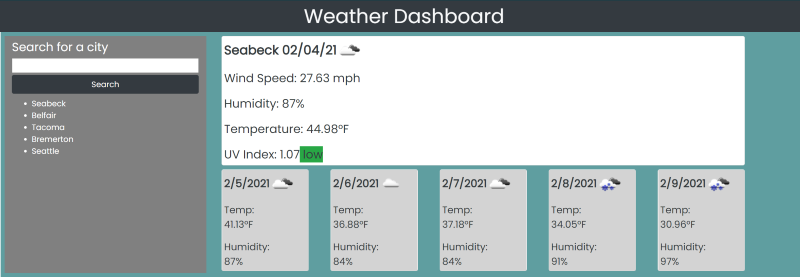 Weather Dashboard
Search for a city
Search
Seabeck
Belfair
Tacoma
Bremerton
Seattle
Seabeck 02/04/21
Wind Speed: 27.63 mph
Humidity: 87%
Temperature: 44.98°F
UV Index: 1.07 low
2/5/2021
Temp:
41.13°F
Humidity:
87%
2/6/2021
Temp:
36.88°F
Humidity:
84%
2/7/2021
Temp:
37.18°F
Humidity:
84%
2/8/2021
Temp:
34.05°F
Humidity:
91%
2/9/2021
Temp:
30.96°F
Humidity:
97%